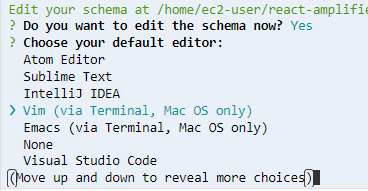 Edit your schema at /home/ec2-user/react-amplifie
? Do you want to edit the schema now? Yes
? Choose your default editor:
Atom Editor
Sublime Text
IntelliJ IDEA
❯ Vim (via Terminal, Mac OS only)
Emacs (via Terminal, Mac OS only)
None
Visual Studio Code
(Move up and down to reveal more choices)